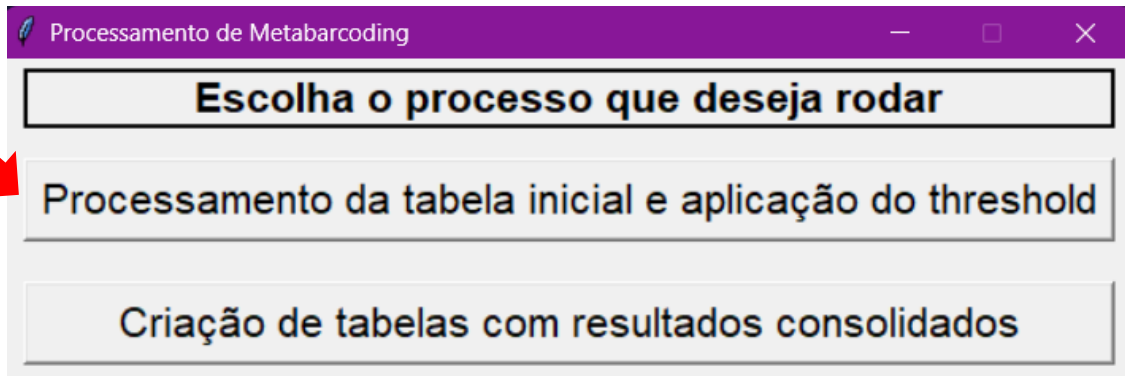 Processamento de Metabarcoding
Escolha o processo que deseja rodar
Processamento da tabela inicial e aplicação do threshold
Criação de tabelas com resultados consolidados